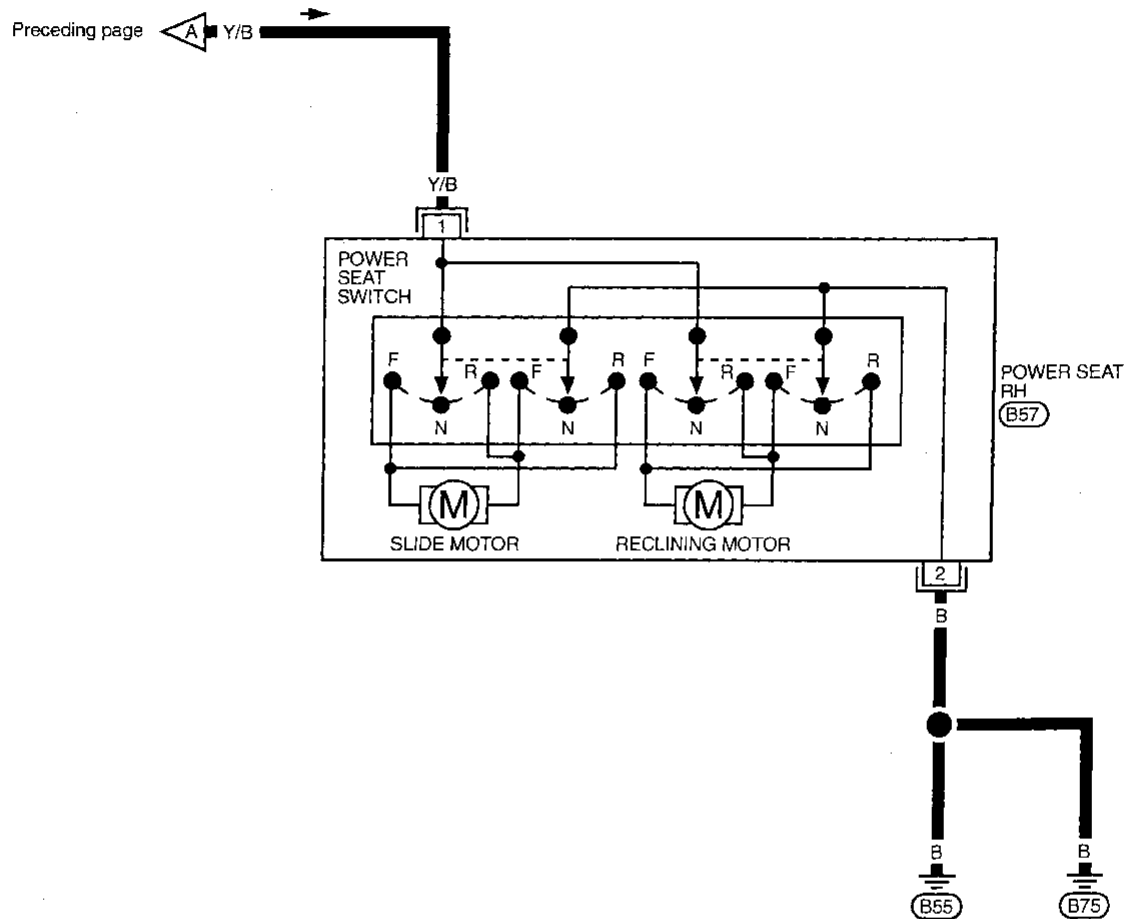 Preceding page
A
Y/B
Y/B
1
POWER
SEAT
SWITCH
F
R
F
R
F
R
F
R
N
N
N
N
POWER SEAT
RH
B57
M
M
SLIDE MOTOR
RECLINING MOTOR
2
B
B
B
B55
B75